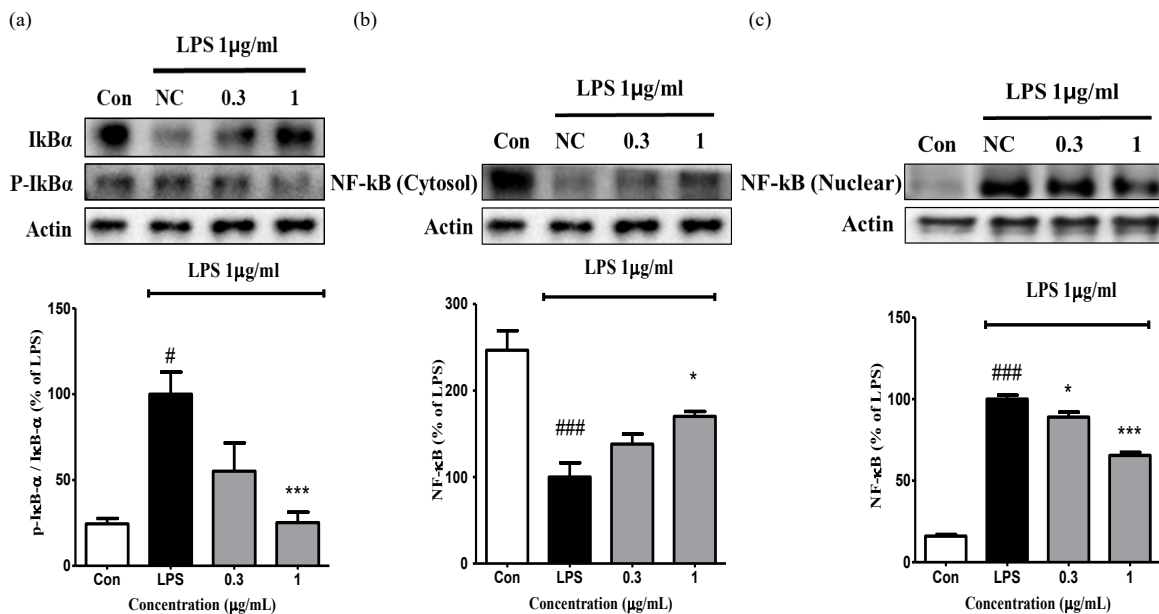 (a)
LPS 1μg/ml
Con NC 0.3 1
IkBα
P-IkBα
Actin
LPS 1μg/ml
150
100
50
0
p-IκB-α / IκB-α (% of LPS)
#
***
Con LPS 0.3 1
Concentration (μg/mL)
(b)
LPS 1μg/ml
Con NC 0.3 1
NF-kB (Cytosol)
Actin
LPS 1μg/ml
300
200
100
0
NF-κB (% of LPS)
###
*
Con LPS 0.3 1
Concentration (μg/mL)
(c)
LPS 1μg/ml
Con NC 0.3 1
NF-kB (Nuclear)
Actin
LPS 1μg/ml
150
100
50
0
NF-κB (% of LPS)
###
*
***
Con LPS 0.3 1
Concentration (μg/mL)